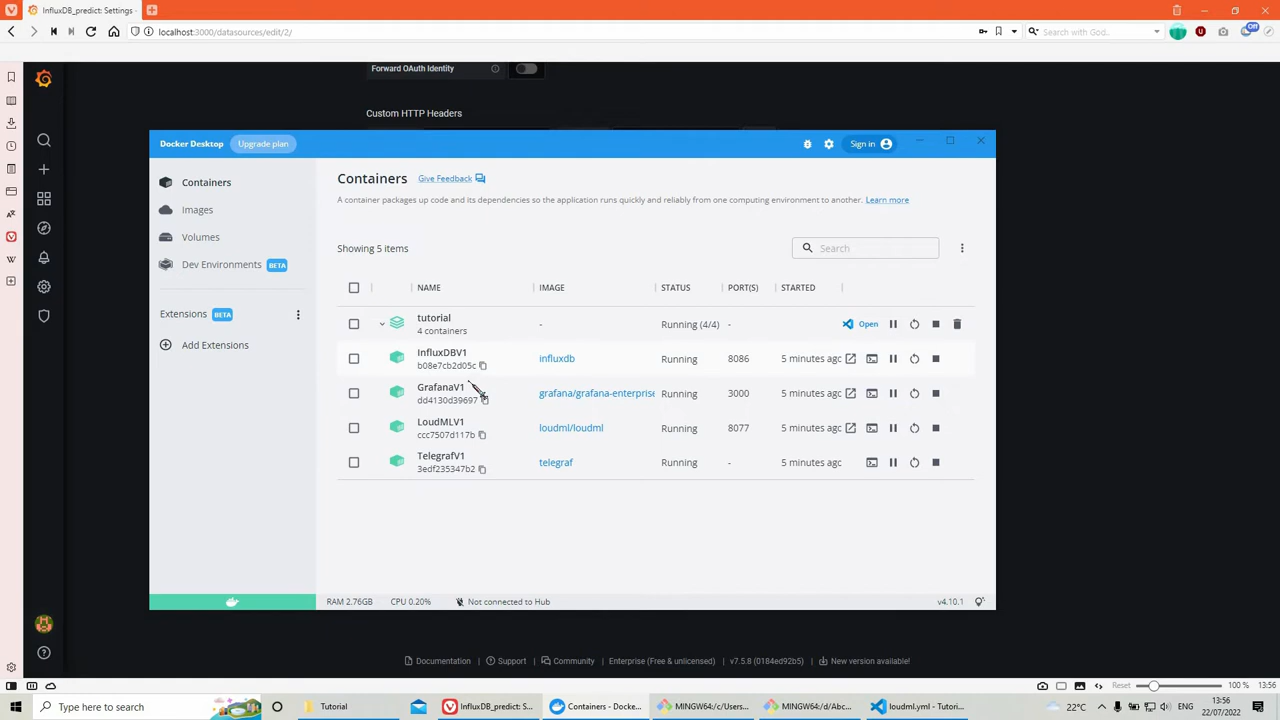 InfluxDB_predict: Settings -
localhost:3000/datasources/edit/2/
Search with God..
Off
Forward OAuth Identity
Custom HTTP Headers
Docker Desktop
Upgrade plan
Sign in
Containers
Images
Volumes
Dev Environments BETA
Extensions BETA
Add Extensions
Containers Give Feedback
A container packages up code and its dependencies so the application runs quickly and reliably from one computing environment to another. Learn more
Showing 5 items
Search
NAME IMAGE STATUS PORT(S) STARTED
tutorial
4 containers
- Running (4/4) - Open
InfluxDBV1
b08e7cb2d05c
influxdb Running 8086 5 minutes agc
GrafanaV1
dd4130d39697
grafana/grafana-enterprise Running 3000 5 minutes agc
LoudMLV1
ccc7507d117b
loudml/loudml Running 8077 5 minutes agc
TelegrafV1
3edf235347b2
telegraf Running - 5 minutes agc
RAM 2.76GB CPU 0.20% Not connected to Hub v4.10.1
Documentation Support Community Enterprise (Free & unlicensed) v7.5.8 (0184ed92b5) New version available!
Reset 100 % 13:56
Type here to search
Tutorial
InfluxDB_predict: S...
Containers - Docke...
MINGW64:/c/Users...
MINGW64:/d/Abc...
loudml.yml - Tutori...
22°C
ENG
13:56
22/07/2022